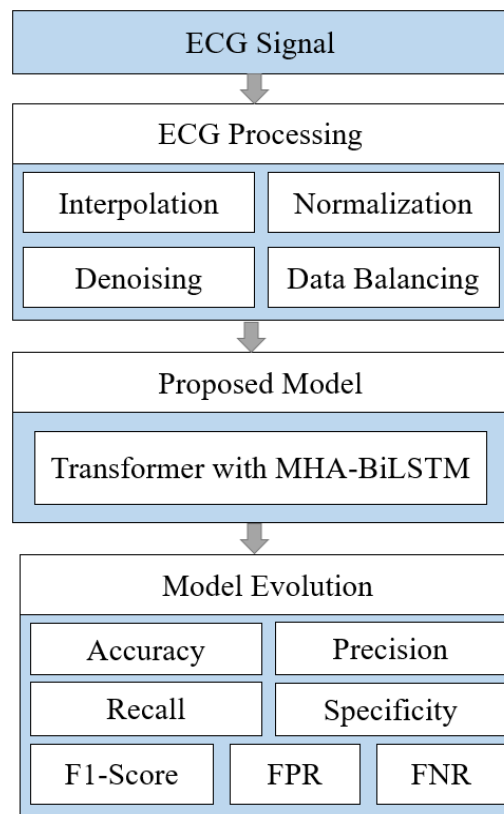 ECG Signal
ECG Processing
Interpolation
Normalization
Denoising
Data Balancing
Proposed Model
Transformer with MHA-BiLSTM
Model Evolution
Accuracy
Precision
Recall
Specificity
F1-Score
FPR
FNR